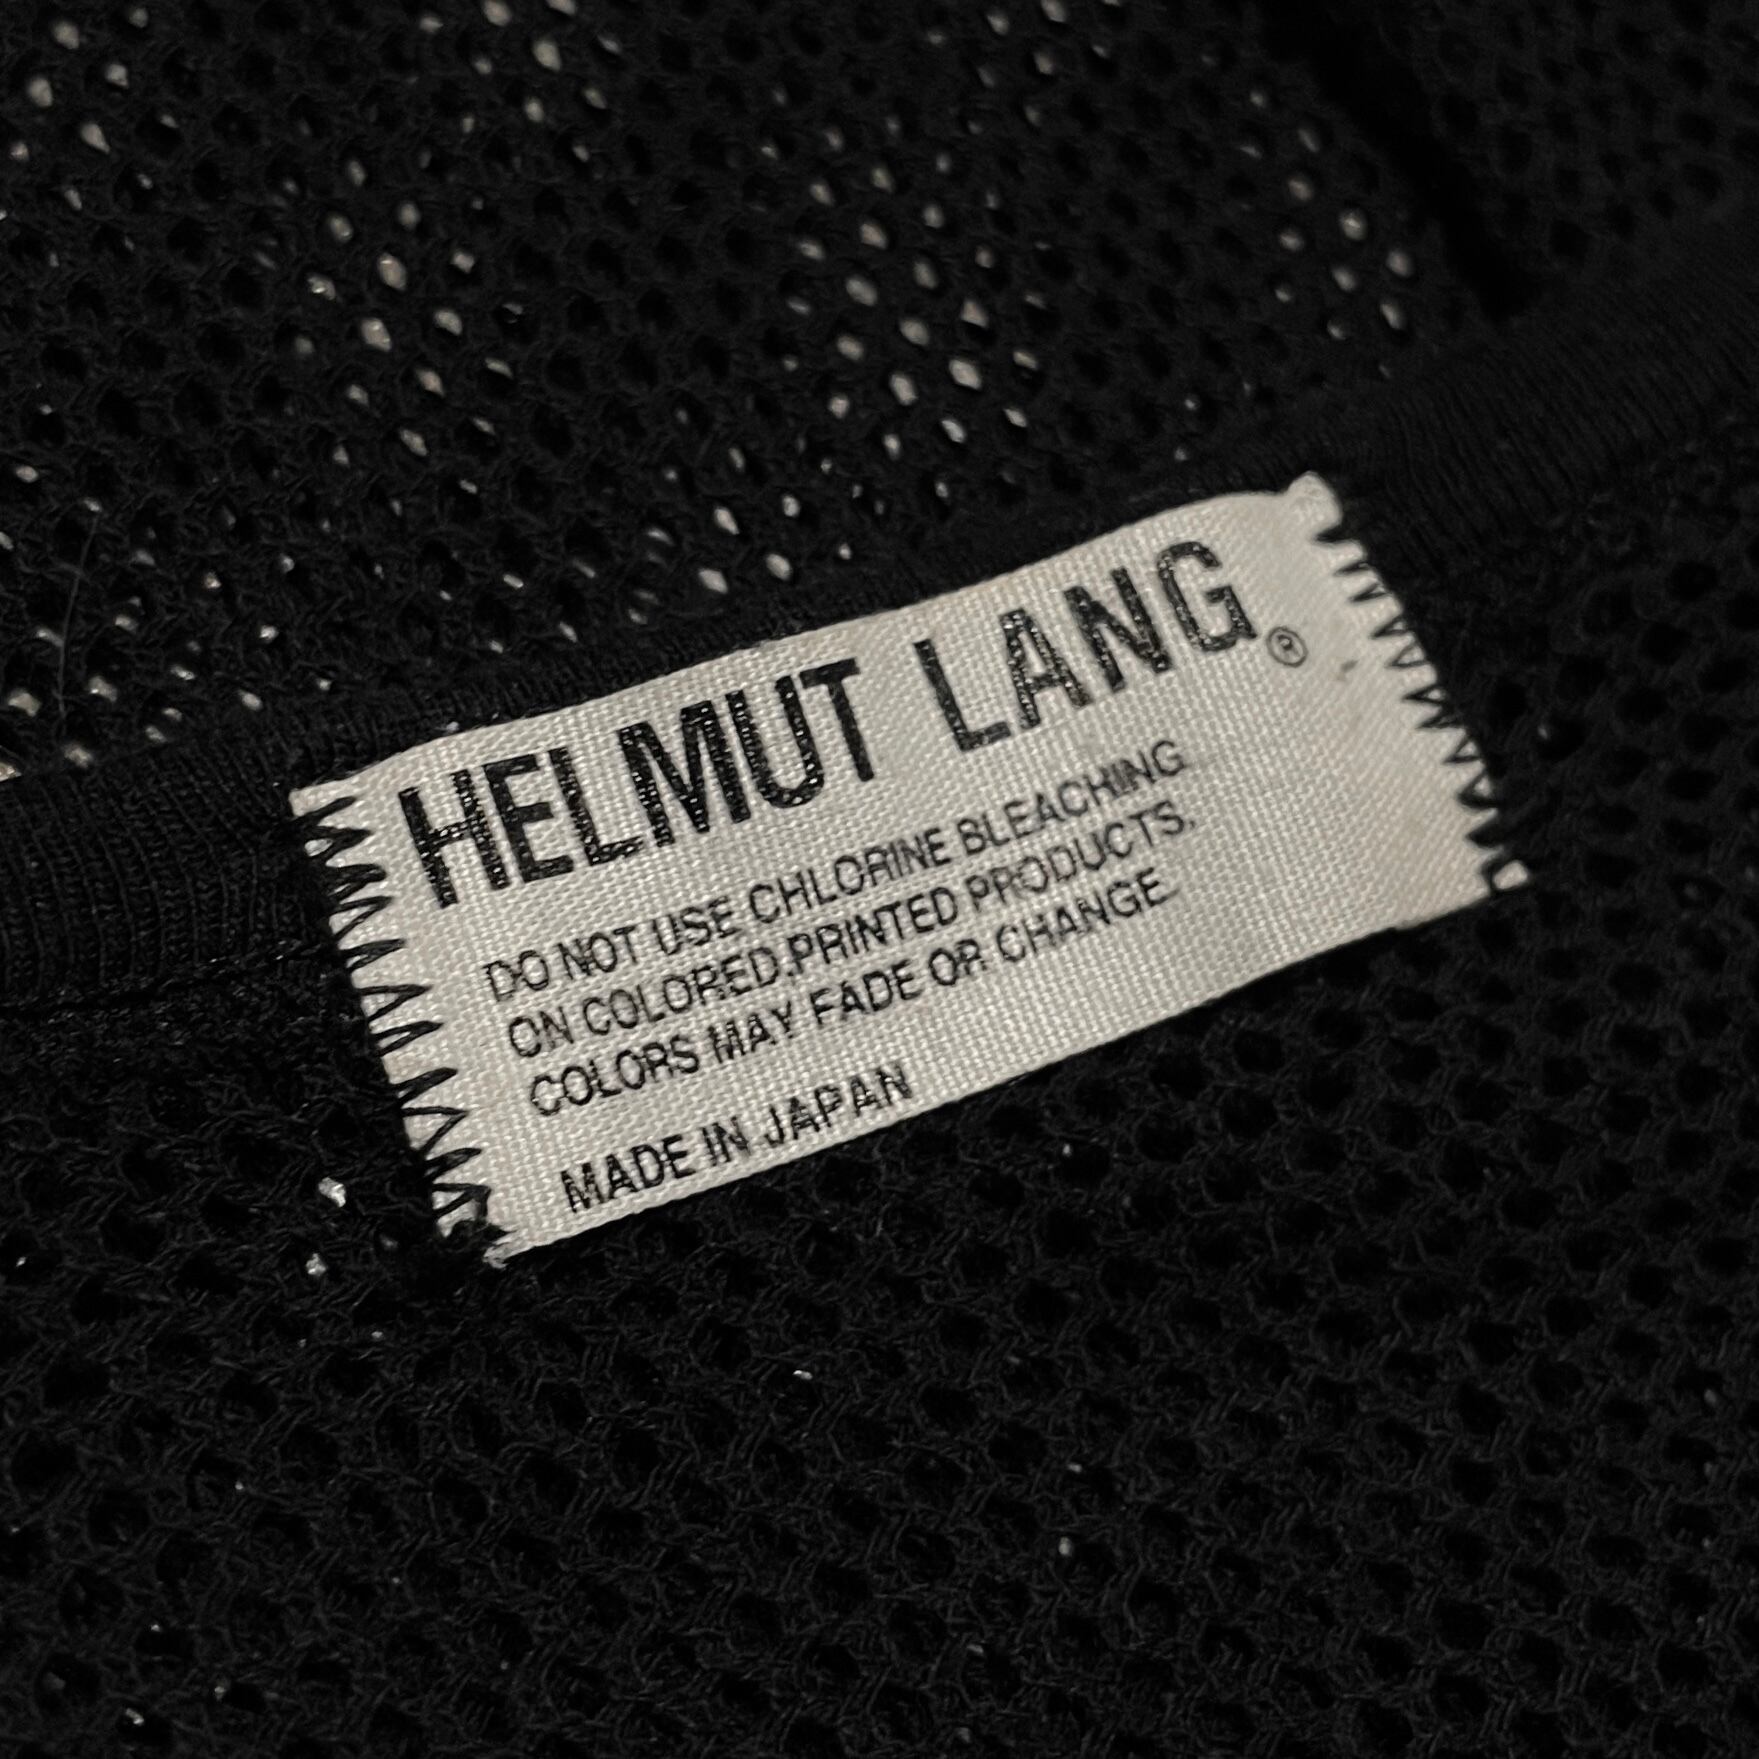 HELMUT LANG®
DO NOT USE CHLORINE BLEACHING
ON COLORED.PRINTED PRODUCTS.
COLORS MAY FADE OR CHANGE.
MADE IN JAPAN